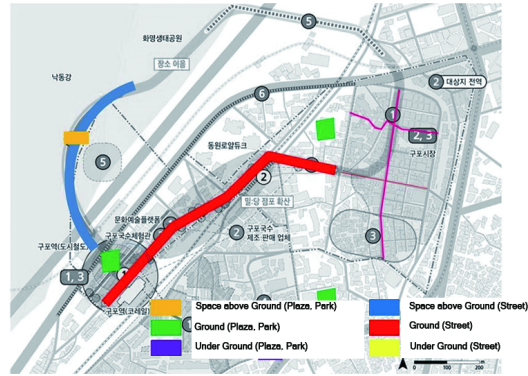 화명생태공원
5
장소 이음
낙동강
2 대상지 전역
6
1
2, 3
구포시장
동원로얄듀크
5
2
밀:당 점포 확산
문화예술플랫폼
구포국수체험관
구포국수
제조·판매 업체
2
3
구포역(도시철도)
1, 3
1
구포역(코레일)
Space above Ground (Plaza, Park)
Space above Ground (Street)
Ground (Plaza, Park)
Ground (Street)
Under Ground (Plaza, Park)
Under Ground (Street)
0 100 200